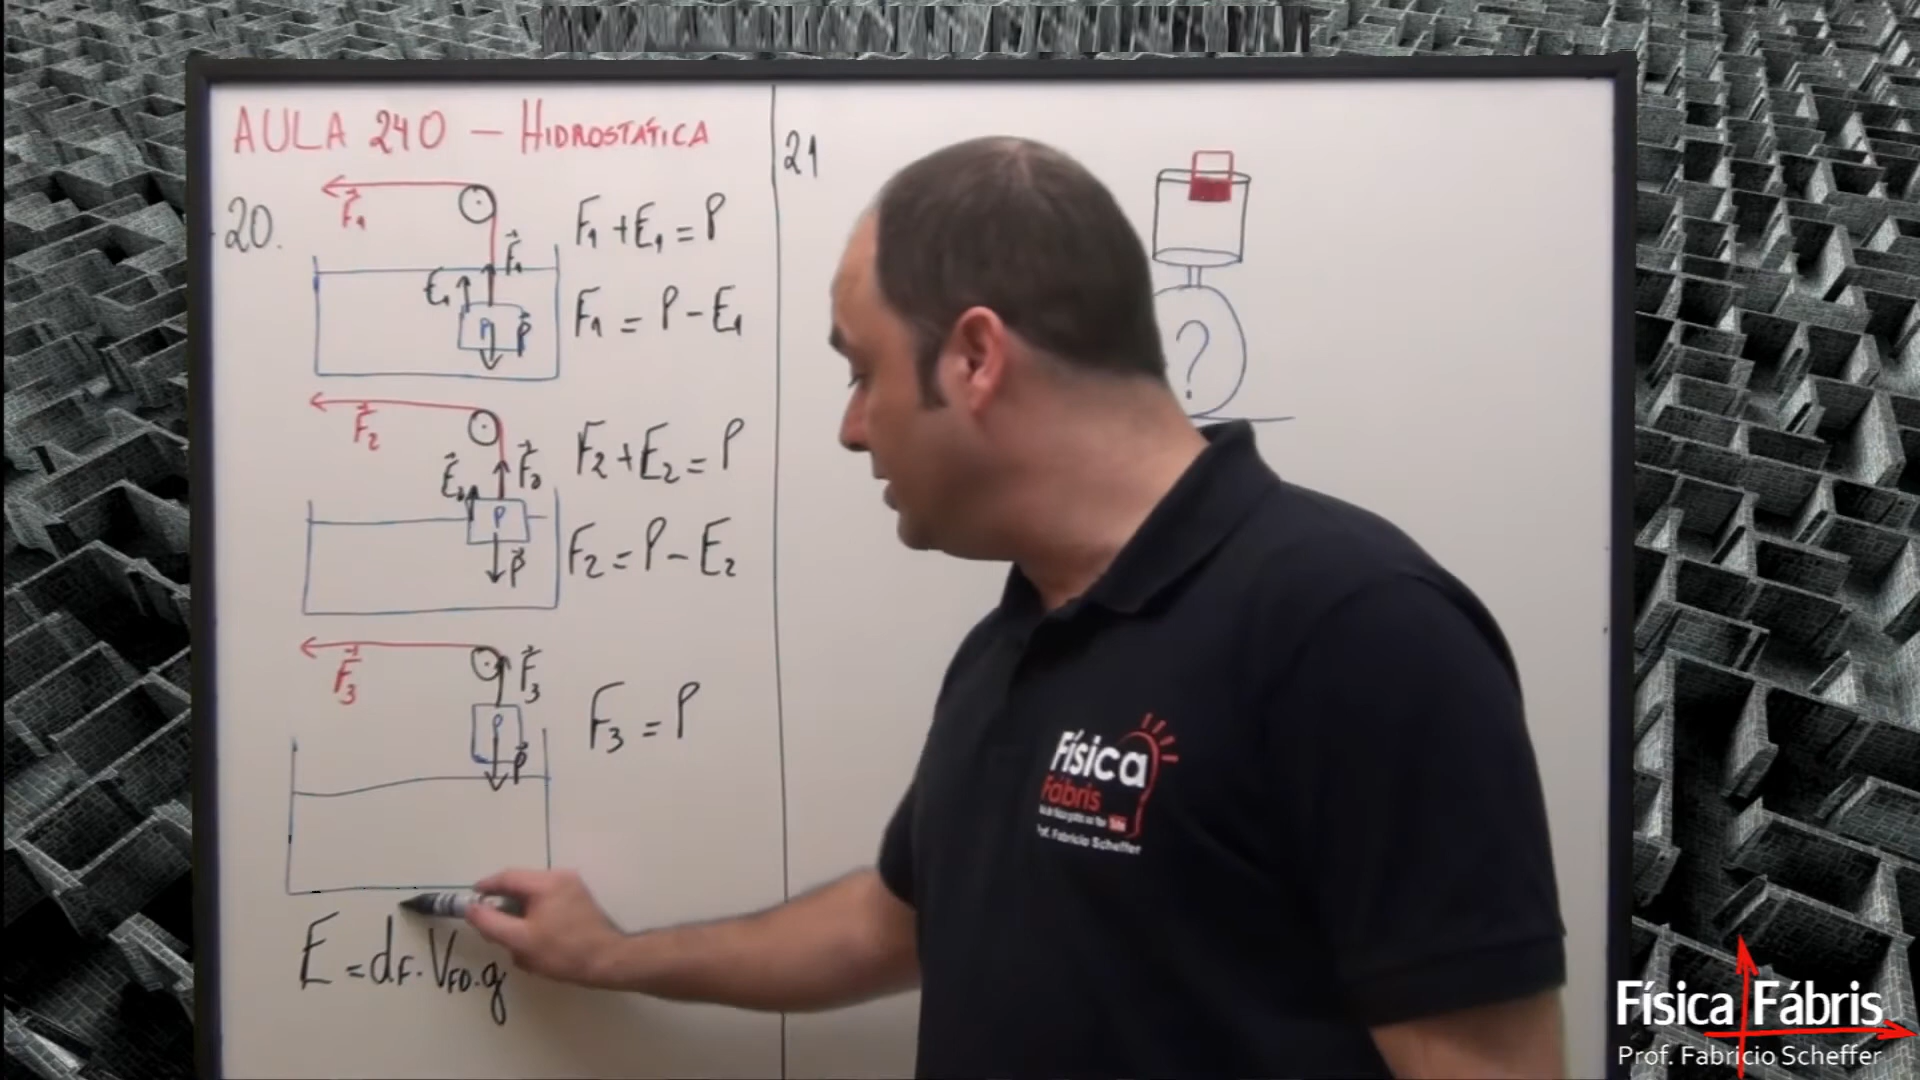 AULA 240 – HIDROSTÁTICA
20.
F₁
F₁
E₁
P
P
F₁ + E₁ = P
F₁ = P – E₁
F₂
F₂
E₂
P
P
F₂ + E₂ = P
F₂ = P – E₂
F₃
F₃
P
P
F₃ = P
E = dF. VFD. g
21
?
Física
Fábris
Prof. Fabricio Scheffer
Física Fábris
Prof. Fabricio Scheffer